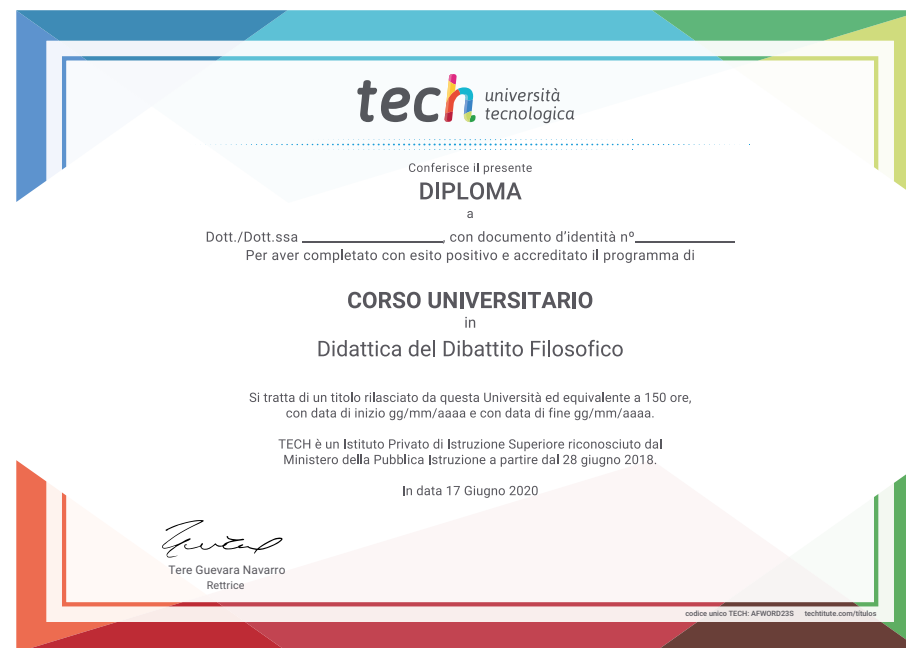 tech università
tecnologica
Conferisce il presente
DIPLOMA
a
Dott./Dott.ssa ________________, con documento d'identità nº____________
Per aver completato con esito positivo e accreditato il programma di
CORSO UNIVERSITARIO
in
Didattica del Dibattito Filosofico
Si tratta di un titolo rilasciato da questa Università ed equivalente a 150 ore,
con data di inizio gg/mm/aaaa e con data di fine gg/mm/aaaa.
TECH è un Istituto Privato di Istruzione Superiore riconosciuto dal
Ministero della Pubblica Istruzione a partire dal 28 giugno 2018.
In data 17 Giugno 2020
Tere Guevara Navarro
Rettrice
codice unico TECH: AFWORD23S techtitute.com/titulos